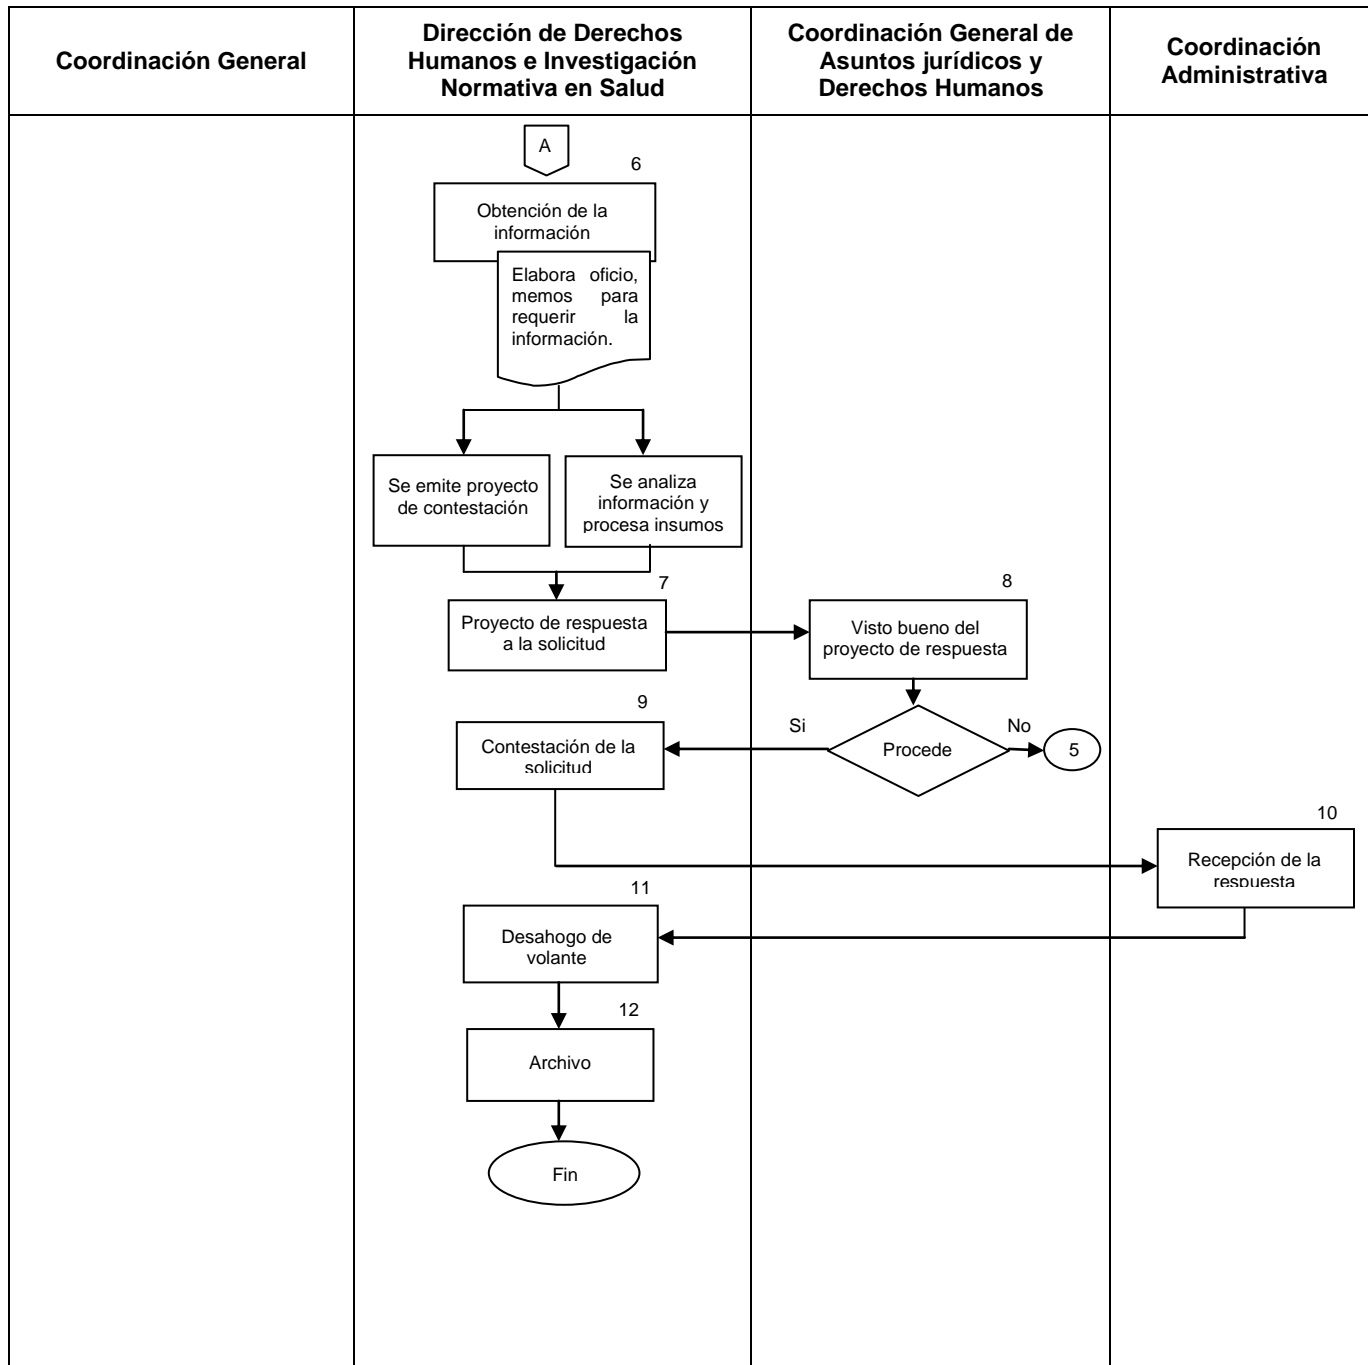 Coordinación General
Dirección de Derechos
Humanos e Investigación
Normativa en Salud
Coordinación General de
Asuntos jurídicos y
Derechos Humanos
Coordinación
Administrativa
A
6
Obtención de la
información
Elabora oficio,
memos para
requerir la
información.
Se emite proyecto
de contestación
Se analiza
información y
procesa insumos
7
Proyecto de respuesta
a la solicitud
8
Visto bueno del
proyecto de respuesta
9
Contestación de la
solicitud
Si
Procede
No
5
10
Recepción de la
respuesta
11
Desahogo de
volante
12
Archivo
Fin